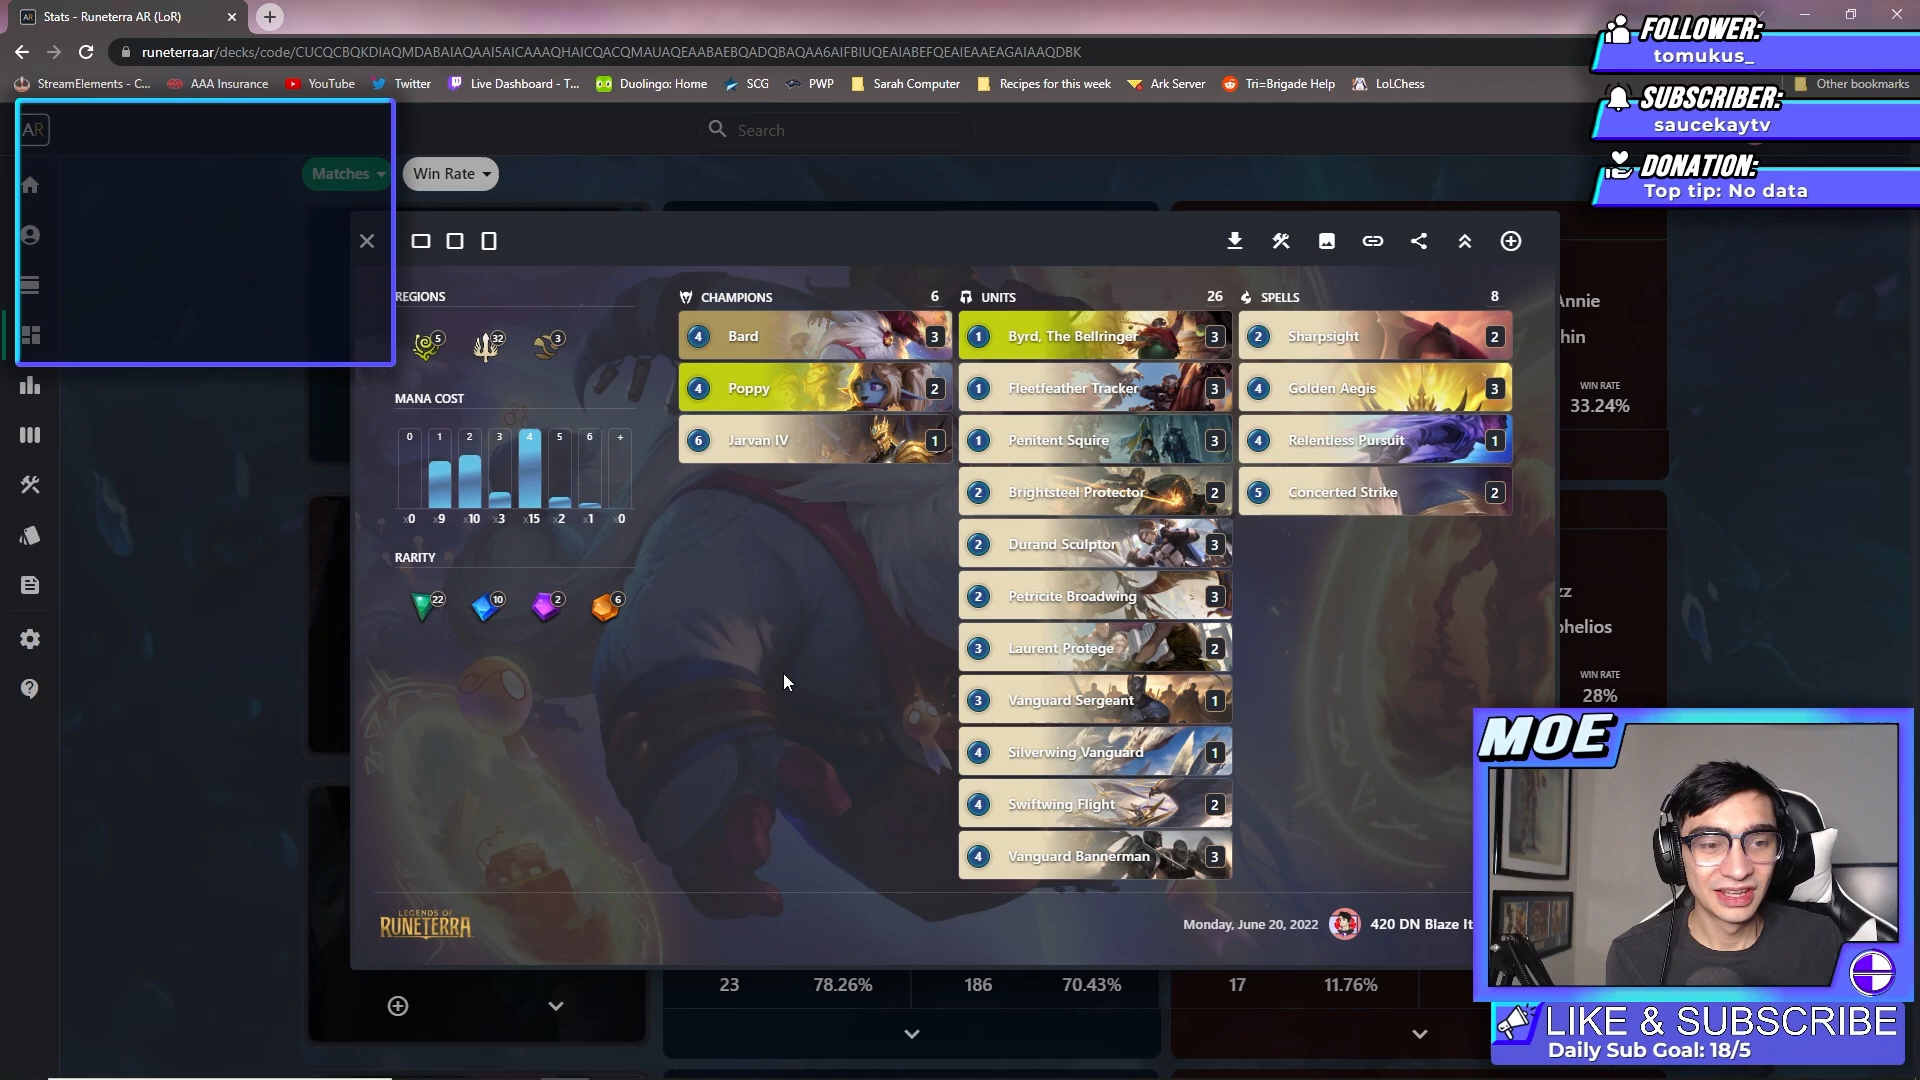 Stats - Runeterra AR (LoR)
runeterra.ar/decks/code/CUCQCBQKDIAQMDABAIAQAAI5AICAAAQHAICQACQMAUAQEAABAEBQADQBAQAA6AIFBIUQEAIABEFQEAIEAAEAGAIAAQDBK
StreamElements - C... AAA Insurance YouTube Twitter Live Dashboard - T... Duolingo: Home SCG PWP Sarah Computer Recipes for this week Ark Server Tri=Brigade Help LoLChess Other bookmarks
FOLLOWER:
tomukus_
SUBSCRIBER:
saucekaytv
DONATION:
Top tip: No data
AR
Search
Matches
Win Rate
REGIONS
5 32 3
MANA COST
0 1 2 3 4 5 6 +
x0 x9 x10 x3 x15 x2 x1 x0
RARITY
22 10 2 6
CHAMPIONS 6
4 Bard 3
4 Poppy 2
6 Jarvan IV 1
UNITS 26
1 Byrd, The Bellringer 3
1 Fleetfeather Tracker 3
1 Penitent Squire 3
2 Brightsteel Protector 2
2 Durand Sculptor 3
2 Petricite Broadwing 3
3 Laurent Protege 2
3 Vanguard Sergeant 1
4 Silverwing Vanguard 1
4 Swiftwing Flight 2
4 Vanguard Bannerman 3
SPELLS 8
2 Sharpsight 2
4 Golden Aegis 3
4 Relentless Pursuit 1
5 Concerted Strike 2
Annie
WIN RATE
33.24%
WIN RATE
28%
LEGENDS OF
RUNETERRA
Monday, June 20, 2022 420 DN Blaze It
23 78.26% 186 70.43% 17 11.76%
MOE
LIKE & SUBSCRIBE
Daily Sub Goal: 18/5